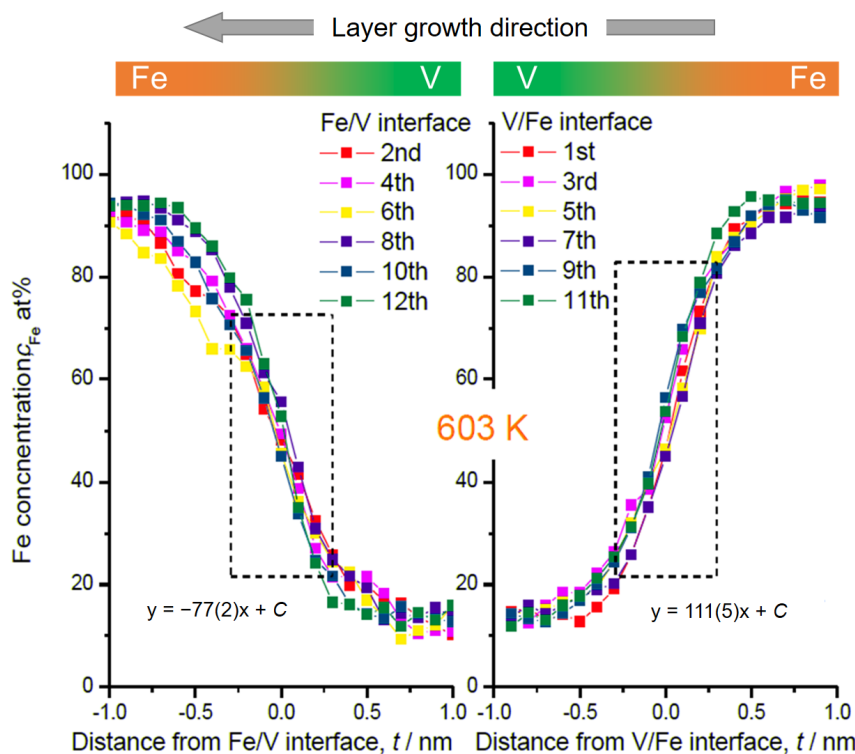 Layer growth direction
Fe V
V Fe
Fe/V interface
2nd
4th
6th
8th
10th
12th
V/Fe interface
1st
3rd
5th
7th
9th
11th
Fe concnentration c_Fe at%
100
80
60
40
20
0
603 K
y = −77(2)x + C
y = 111(5)x + C
-1.0 -0.5 0.0 0.5 1.0
-1.0 -0.5 0.0 0.5 1.0
Distance from Fe/V interface, t / nm
Distance from V/Fe interface, t / nm